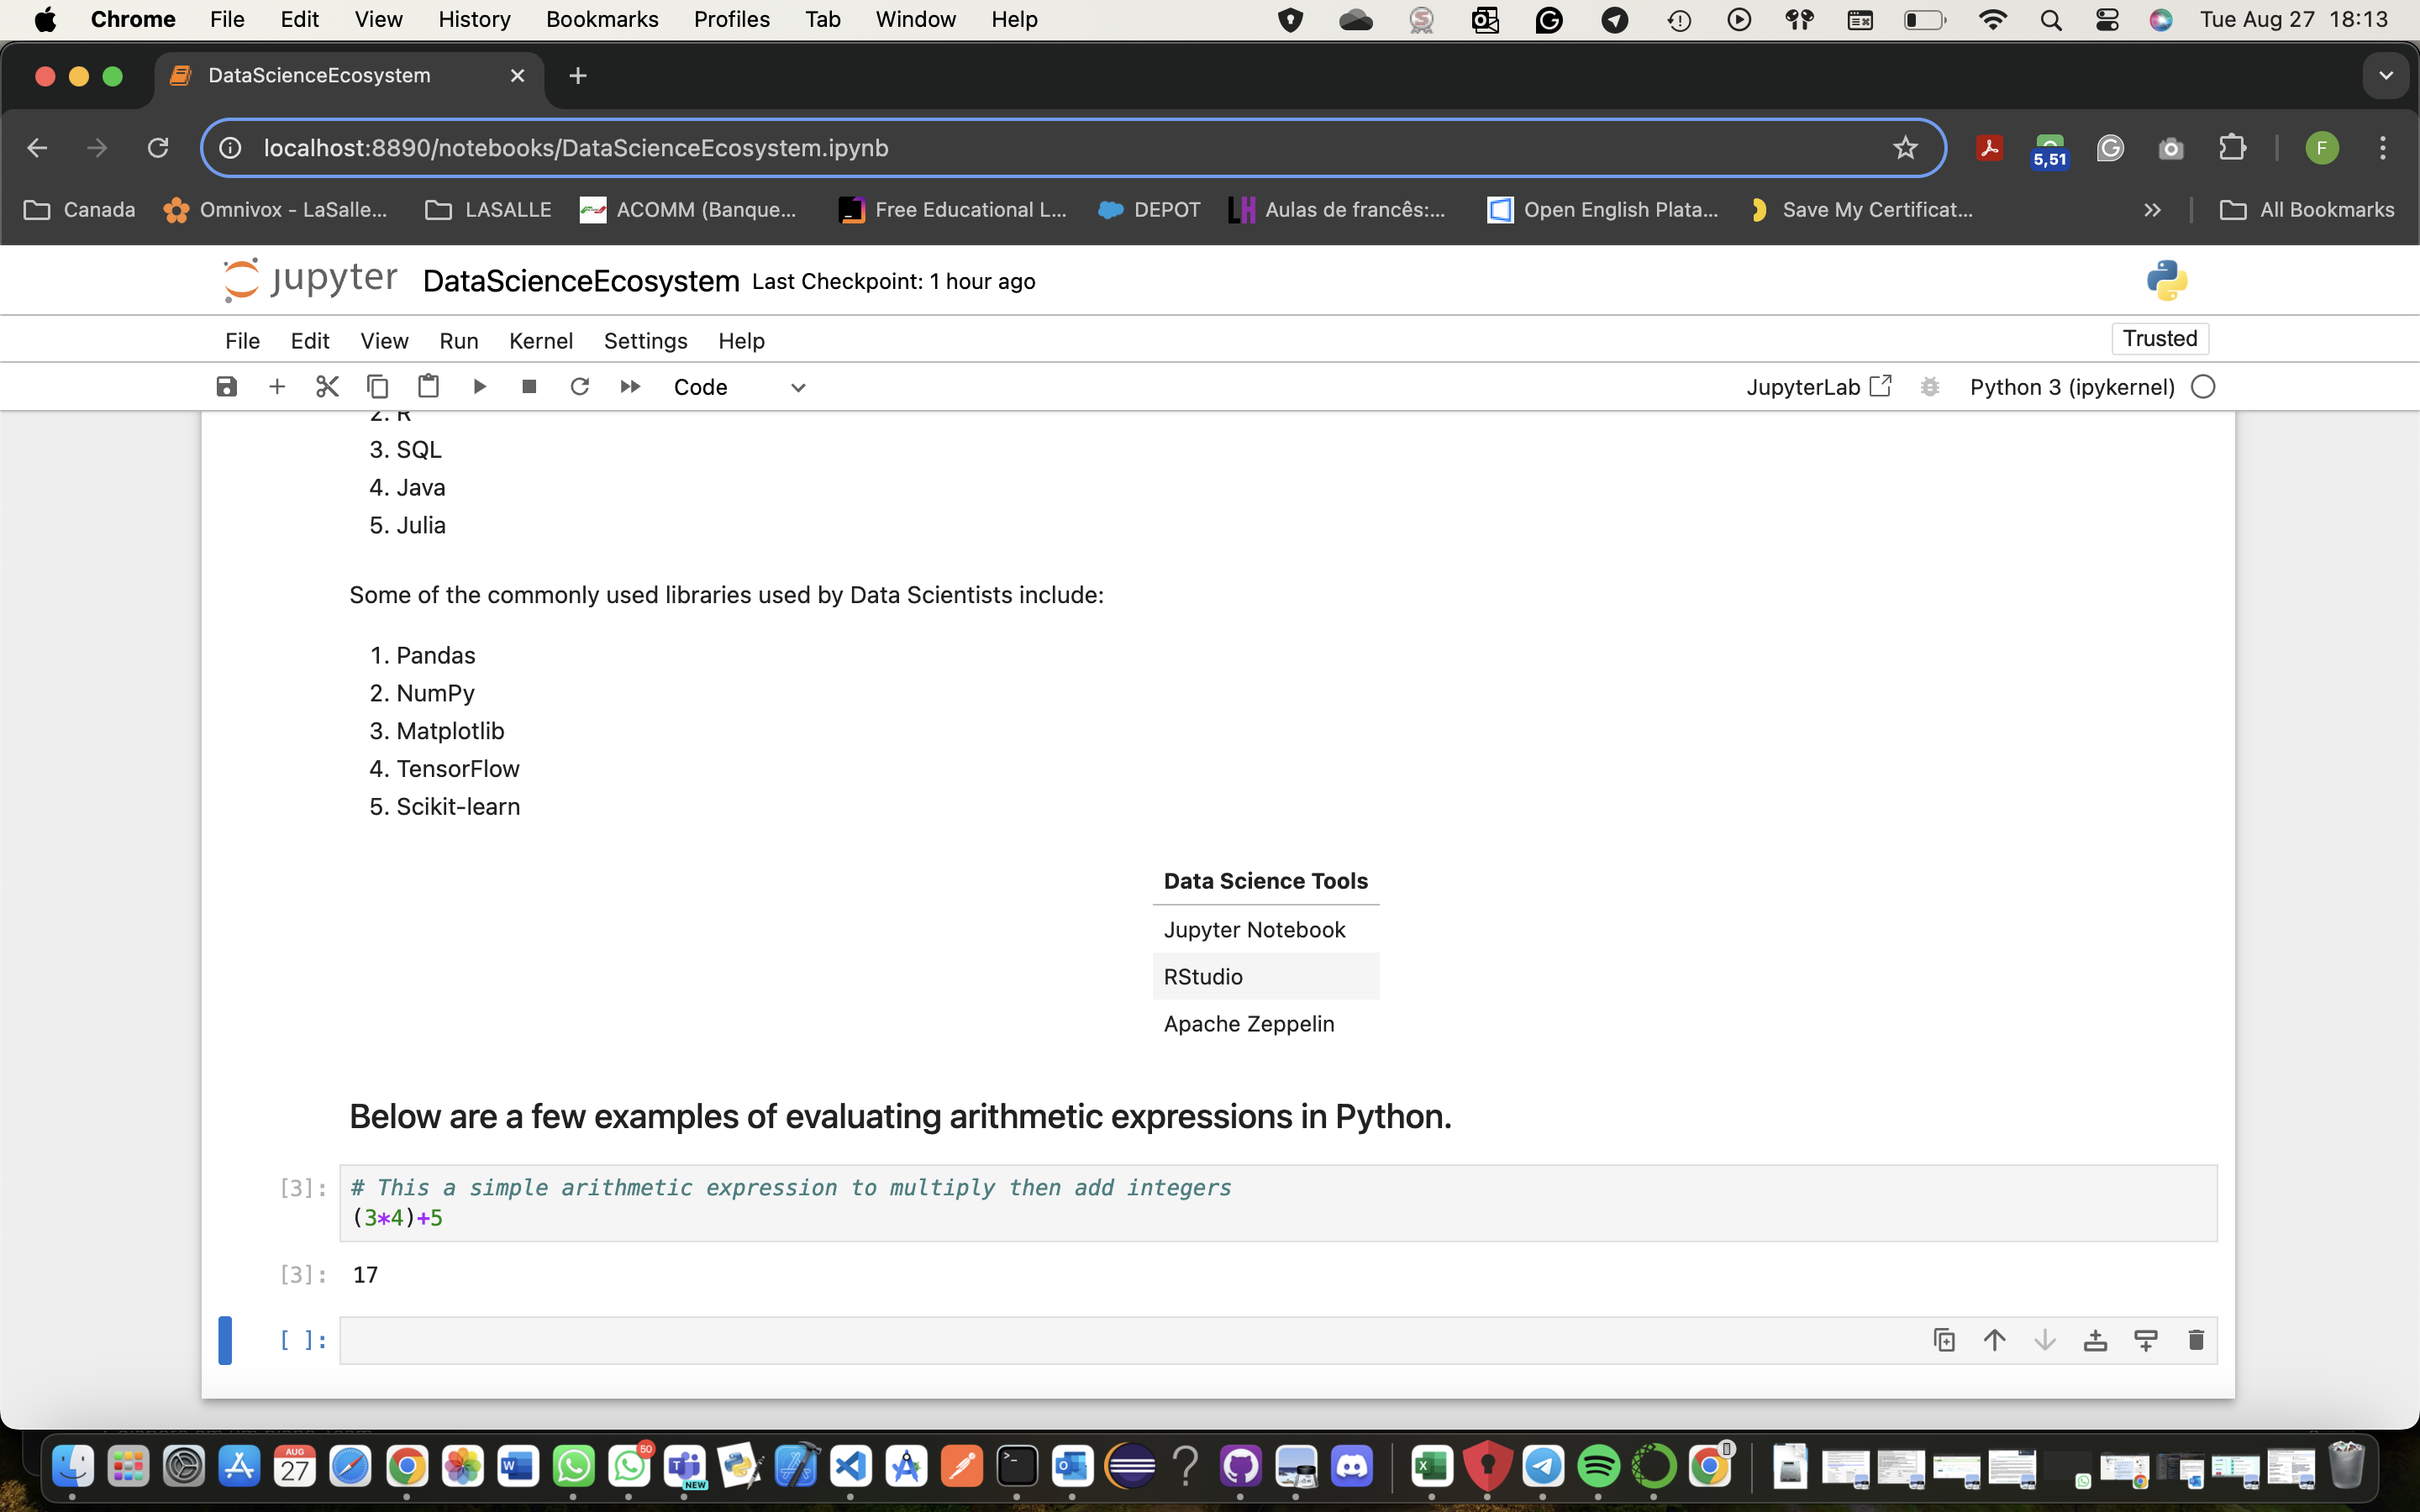 Chrome File Edit View History Bookmarks Profiles Tab Window Help Tue Aug 27 18:13
DataScienceEcosystem
localhost:8890/notebooks/DataScienceEcosystem.ipynb 5,51 F
Canada Omnivox - LaSalle... LASALLE ACOMM (Banque... Free Educational L... DEPOT Aulas de francês:... Open English Plata... Save My Certificat... All Bookmarks
jupyter DataScienceEcosystem Last Checkpoint: 1 hour ago
File Edit View Run Kernel Settings Help Trusted
Code JupyterLab Python 3 (ipykernel)
2. R
3. SQL
4. Java
5. Julia
Some of the commonly used libraries used by Data Scientists include:
1. Pandas
2. NumPy
3. Matplotlib
4. TensorFlow
5. Scikit-learn
Data Science Tools
Jupyter Notebook
RStudio
Apache Zeppelin
Below are a few examples of evaluating arithmetic expressions in Python.
[3]: # This a simple arithmetic expression to multiply then add integers
(3*4)+5
[3]: 17
[ ]:
AUG
27
50
NEW